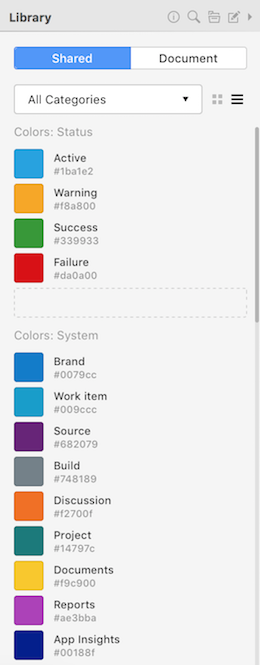 Library
Shared
Document
All Categories
Colors: Status
Active
#1ba1e2
Warning
#f8a800
Success
#339933
Failure
#da0a00
Colors: System
Brand
#0079cc
Work item
#009ccc
Source
#682079
Build
#748189
Discussion
#f2700f
Project
#14797c
Documents
#f9c900
Reports
#ae3bba
App Insights
#00188f